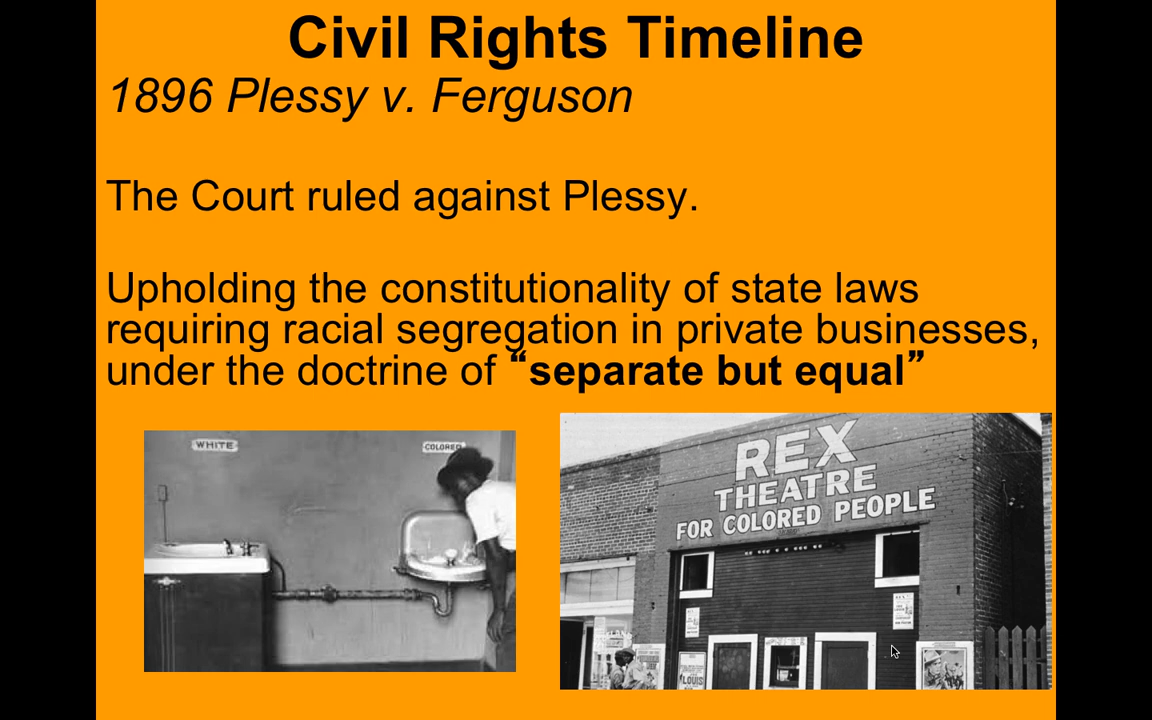 Civil Rights Timeline
1896 Plessy v. Ferguson
The Court ruled against Plessy.
Upholding the constitutionality of state laws
requiring racial segregation in private businesses,
under the doctrine of “separate but equal”
WHITE
COLORED
REX
THEATRE
FOR COLORED PEOPLE
LOUIS